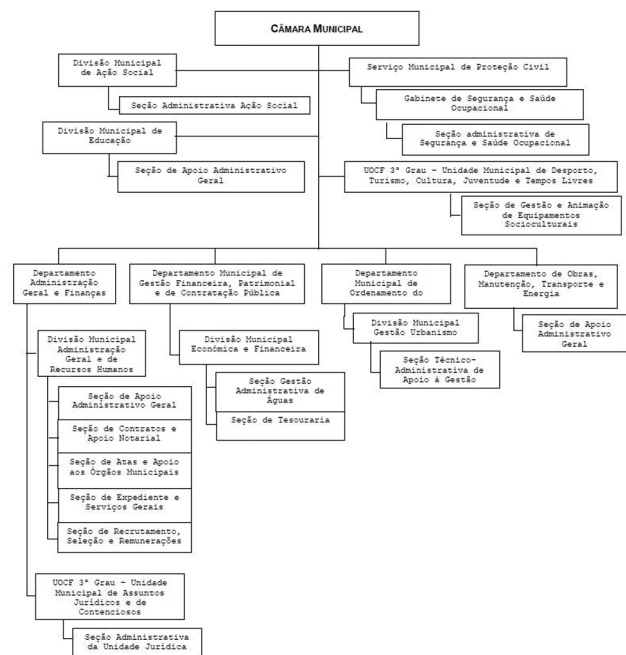 CÂMARA MUNICIPAL
Divisão Municipal
de Ação Social
Serviço Municipal de Proteção Civil
Seção Administrativa Ação Social
Gabinete de Segurança e Saúde
Ocupacional
Divisão Municipal de
Educação
Seção administrativa de
Segurança e Saúde Ocupacional
Seção de Apoio Administrativo
Geral
UOCF 3º Grau – Unidade Municipal de Desporto,
Turismo, Cultura, Juventude e Tempos Livres
Seção de Gestão e Animação
de Equipamentos
Socioculturais
Departamento
Administração
Geral e Finanças
Departamento Municipal de
Gestão Financeira, Patrimonial
e de Contratação Pública
Departamento
Municipal de
Ordenamento do
Departamento de Obras,
Manutenção, Transporte e
Energia
Divisão Municipal
Administração
Geral e de
Recursos Humanos
Divisão Municipal
Económica e Financeira
Divisão Municipal
Gestão Urbanismo
Seção de Apoio
Administrativo
Geral
Seção de Apoio
Administrativo Geral
Seção de Contratos e
Apoio Notarial
Seção de Atas e Apoio
aos Órgãos Municipais
Seção de Expediente e
Serviços Gerais
Seção de Recrutamento,
Seleção e Remunerações
Seção Gestão
Administrativa de
Águas
Seção de Tesouraria
Seção Técnico-
Administrativa de
Apoio à Gestão
UOCF 3º Grau – Unidade
Municipal de Assuntos
Jurídicos e de
Contenciosos
Seção Administrativa
da Unidade Jurídica